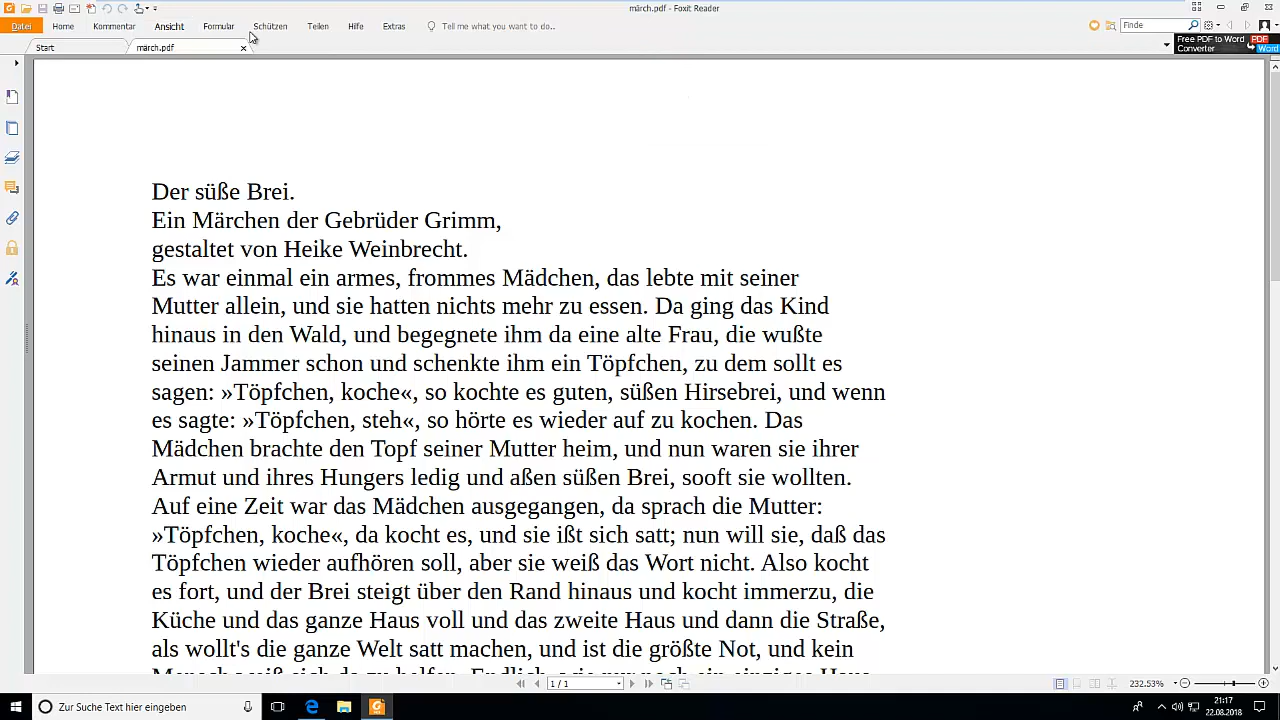 märch.pdf - Foxit Reader
Datei Home Kommentar Ansicht Formular Schützen Teilen Hilfe Extras Tell me what you want to do.. Finde
Start märch.pdf
Free PDF to Word
Converter
PDF
Word
Der süße Brei.
Ein Märchen der Gebrüder Grimm,
gestaltet von Heike Weinbrecht.
Es war einmal ein armes, frommes Mädchen, das lebte mit seiner
Mutter allein, und sie hatten nichts mehr zu essen. Da ging das Kind
hinaus in den Wald, und begegnete ihm da eine alte Frau, die wußte
seinen Jammer schon und schenkte ihm ein Töpfchen, zu dem sollt es
sagen: »Töpfchen, koche«, so kochte es guten, süßen Hirsebrei, und wenn
es sagte: »Töpfchen, steh«, so hörte es wieder auf zu kochen. Das
Mädchen brachte den Topf seiner Mutter heim, und nun waren sie ihrer
Armut und ihres Hungers ledig und aßen süßen Brei, sooft sie wollten.
Auf eine Zeit war das Mädchen ausgegangen, da sprach die Mutter:
»Töpfchen, koche«, da kocht es, und sie ißt sich satt; nun will sie, daß das
Töpfchen wieder aufhören soll, aber sie weiß das Wort nicht. Also kocht
es fort, und der Brei steigt über den Rand hinaus und kocht immerzu, die
Küche und das ganze Haus voll und das zweite Haus und dann die Straße,
als wollt's die ganze Welt satt machen, und ist die größte Not, und kein
1 / 1 232.53%
Zur Suche Text hier eingeben
21:17
22.08.2018